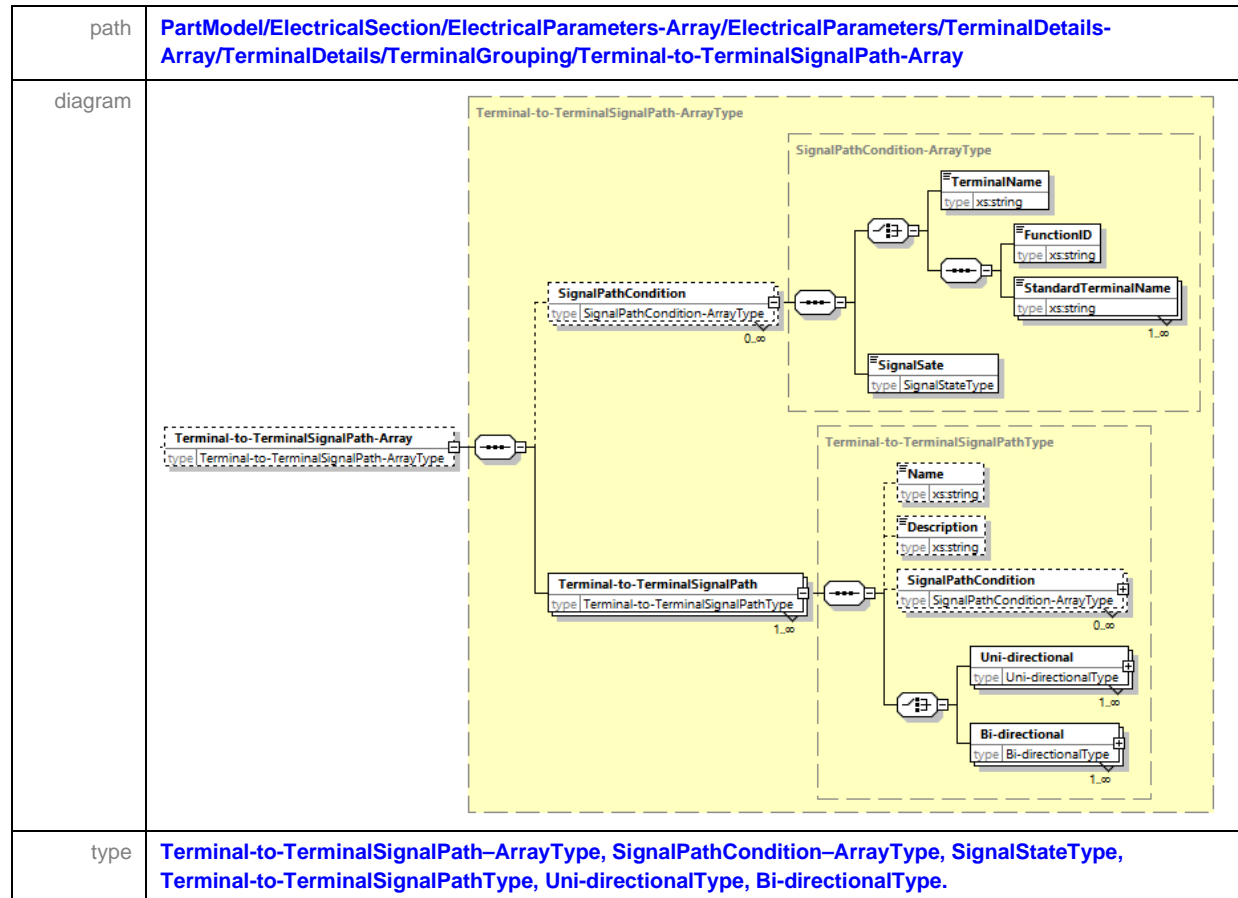 path
PartModel/ElectricalSection/ElectricalParameters-Array/ElectricalParameters/TerminalDetails-
Array/TerminalDetails/TerminalGrouping/Terminal-to-TerminalSignalPath-Array
diagram
Terminal-to-TerminalSignalPath-ArrayType
SignalPathCondition-ArrayType
TerminalName
type xs:string
FunctionID
type xs:string
StandardTerminalName
type xs:string
1..∞
SignalPathCondition
type SignalPathCondition-ArrayType
0..∞
SignalSate
type SignalStateType
Terminal-to-TerminalSignalPath-Array
type Terminal-to-TerminalSignalPath-ArrayType
Terminal-to-TerminalSignalPathType
Name
type xs:string
Description
type xs:string
Terminal-to-TerminalSignalPath
type Terminal-to-TerminalSignalPathType
1..∞
SignalPathCondition
type SignalPathCondition-ArrayType
0..∞
Uni-directional
type Uni-directionalType
1..∞
Bi-directional
type Bi-directionalType
1..∞
type
Terminal-to-TerminalSignalPath–ArrayType, SignalPathCondition–ArrayType, SignalStateType,
Terminal-to-TerminalSignalPathType, Uni-directionalType, Bi-directionalType.